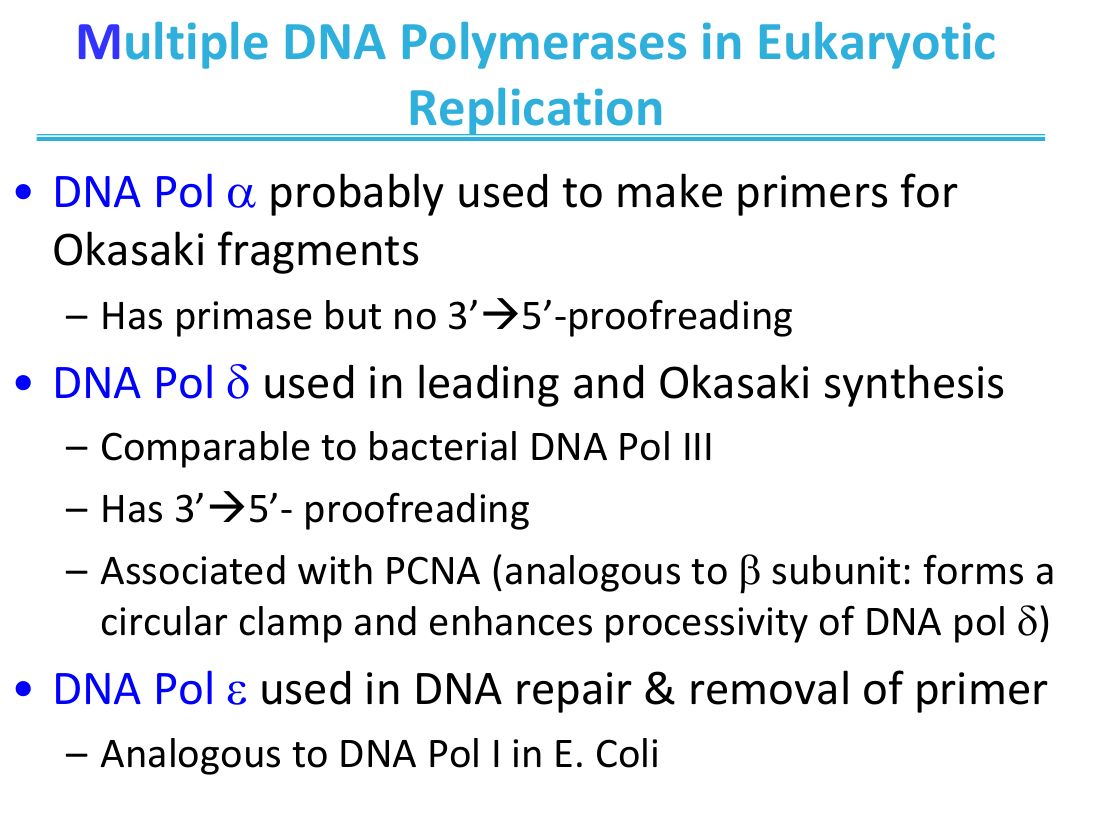 Multiple DNA Polymerases in Eukaryotic
Replication
• DNA Pol α probably used to make primers for
Okasaki fragments
– Has primase but no 3’→5’-proofreading
• DNA Pol δ used in leading and Okasaki synthesis
– Comparable to bacterial DNA Pol III
– Has 3’→5’- proofreading
– Associated with PCNA (analogous to β subunit: forms a
circular clamp and enhances processivity of DNA pol δ)
• DNA Pol ε used in DNA repair & removal of primer
– Analogous to DNA Pol I in E. Coli